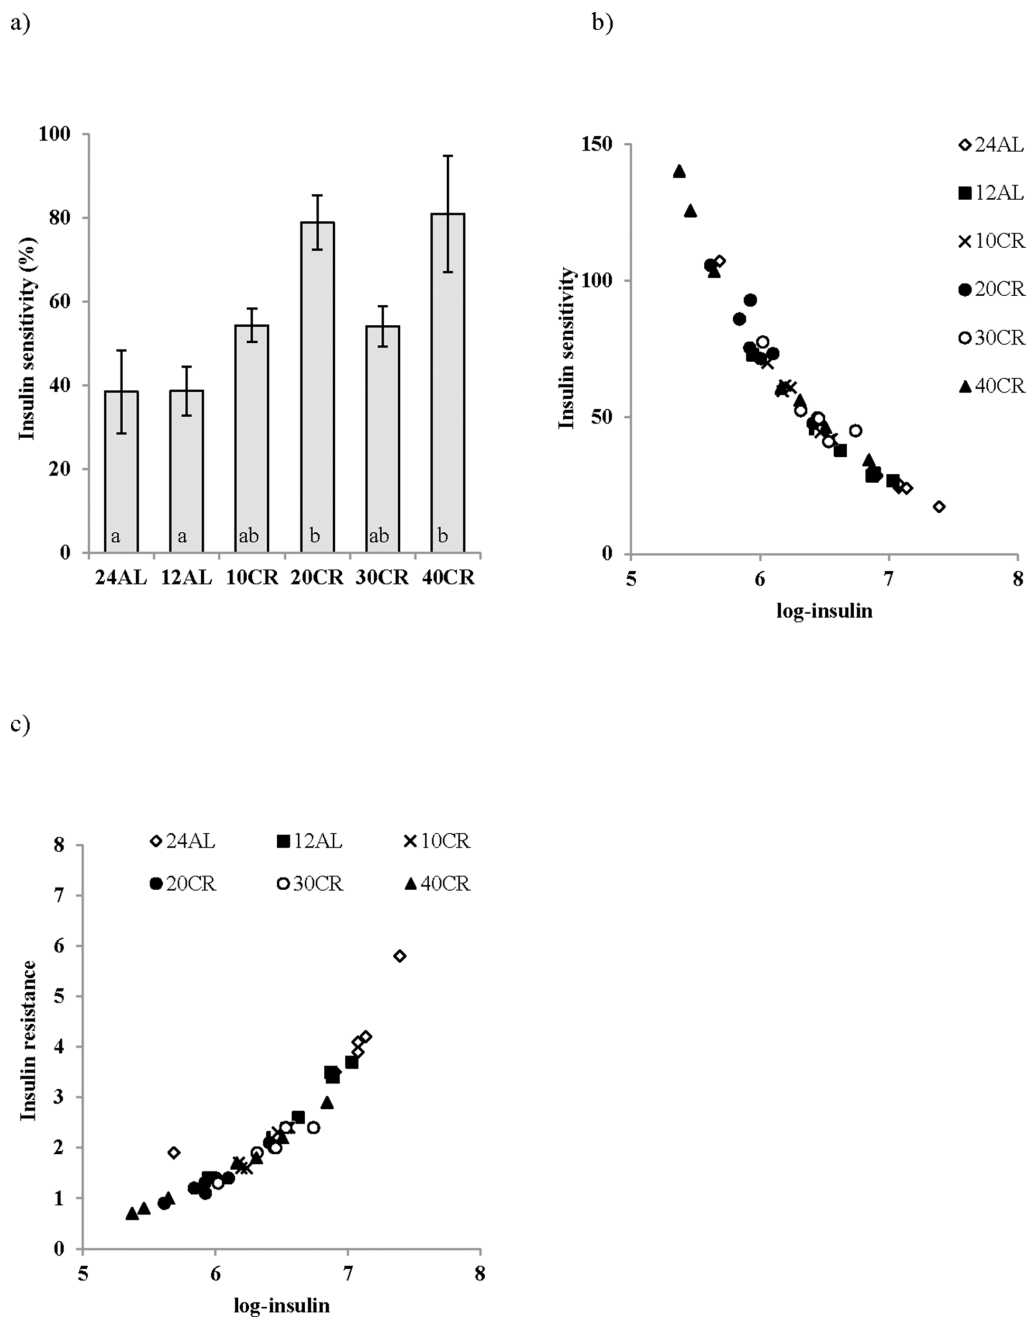 a)
b)
Insulin sensitivity (%)
100
80
60
40
20
0
a a ab b ab b
24AL 12AL 10CR 20CR 30CR 40CR
Insulin sensitivity
150
100
50
0
5 6 7 8
log-insulin
24AL
12AL
10CR
20CR
30CR
40CR
c)
24AL 12AL 10CR
20CR 30CR 40CR
Insulin resistance
8
7
6
5
4
3
2
1
0
5 6 7 8
log-insulin